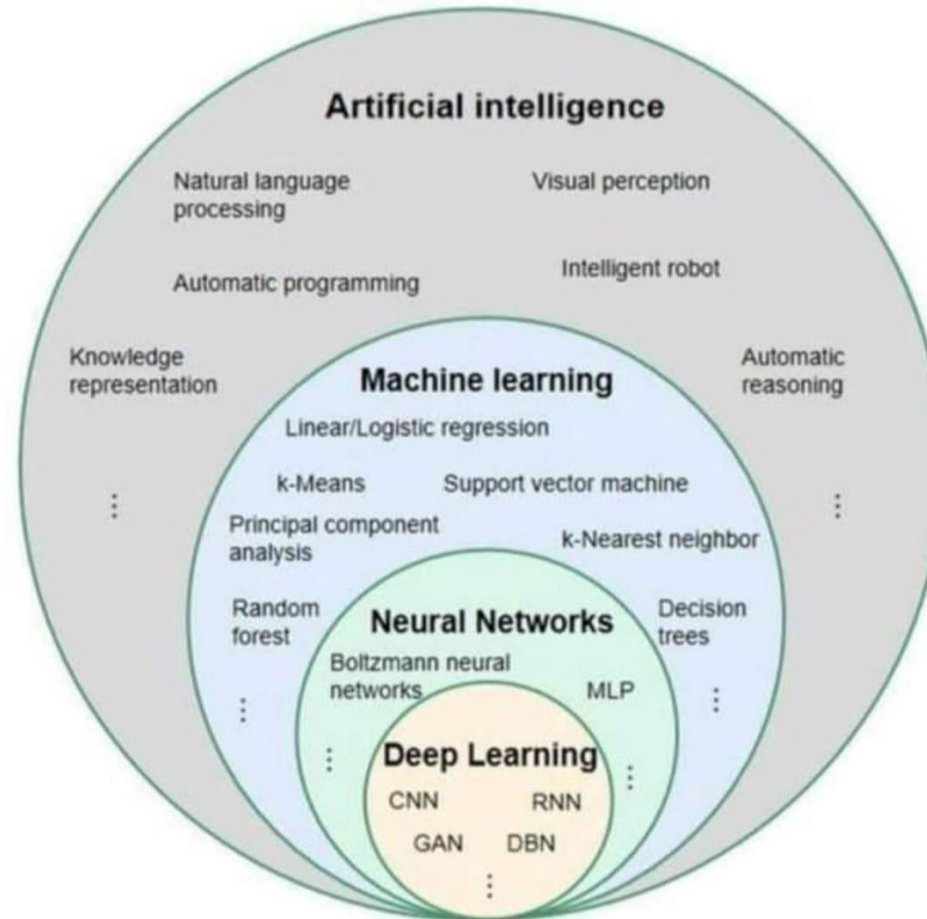 Artificial intelligence
Natural language
processing
Visual perception
Automatic programming
Intelligent robot
Knowledge
representation
Automatic
reasoning
⋮
⋮
Machine learning
Linear/Logistic regression
k-Means
Support vector machine
Principal component
analysis
k-Nearest neighbor
Random
forest
Decision
trees
⋮
⋮
Neural Networks
Boltzmann neural
networks
MLP
⋮
⋮
Deep Learning
CNN
RNN
GAN
DBN
⋮